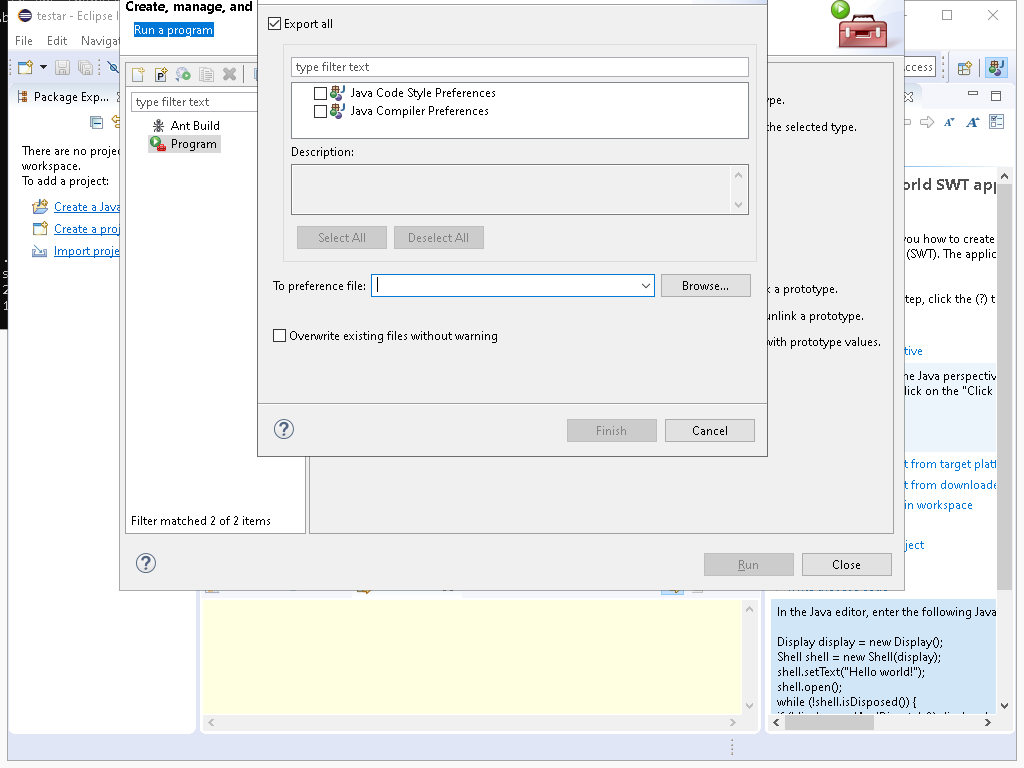 testar - Eclipse I
File Edit Navigat
Package Exp...
There are no projec
workspace.
To add a project:
Create a Java
Create a proj
Import proje
Create, manage, and
Run a program
type filter text
Ant Build
Program
Filter matched 2 of 2 items
Export all
type filter text
Java Code Style Preferences
Java Compiler Preferences
Description:
Select All
Deselect All
To preference file:
Browse...
Overwrite existing files without warning
Finish
Cancel
ype.
the selected type.
k a prototype.
unlink a prototype.
with prototype values.
Run
Close
ccess
orld SWT app
you how to create
(SWT). The applic
tep, click the (?) t
tive
he Java perspectiv
lick on the "Click
t from target platf
t from downloade
in workspace
ject
In the Java editor, enter the following Java
Display display = new Display();
Shell shell = new Shell(display);
shell.setText("Hello world!");
shell.open();
while (!shell.isDisposed()) {